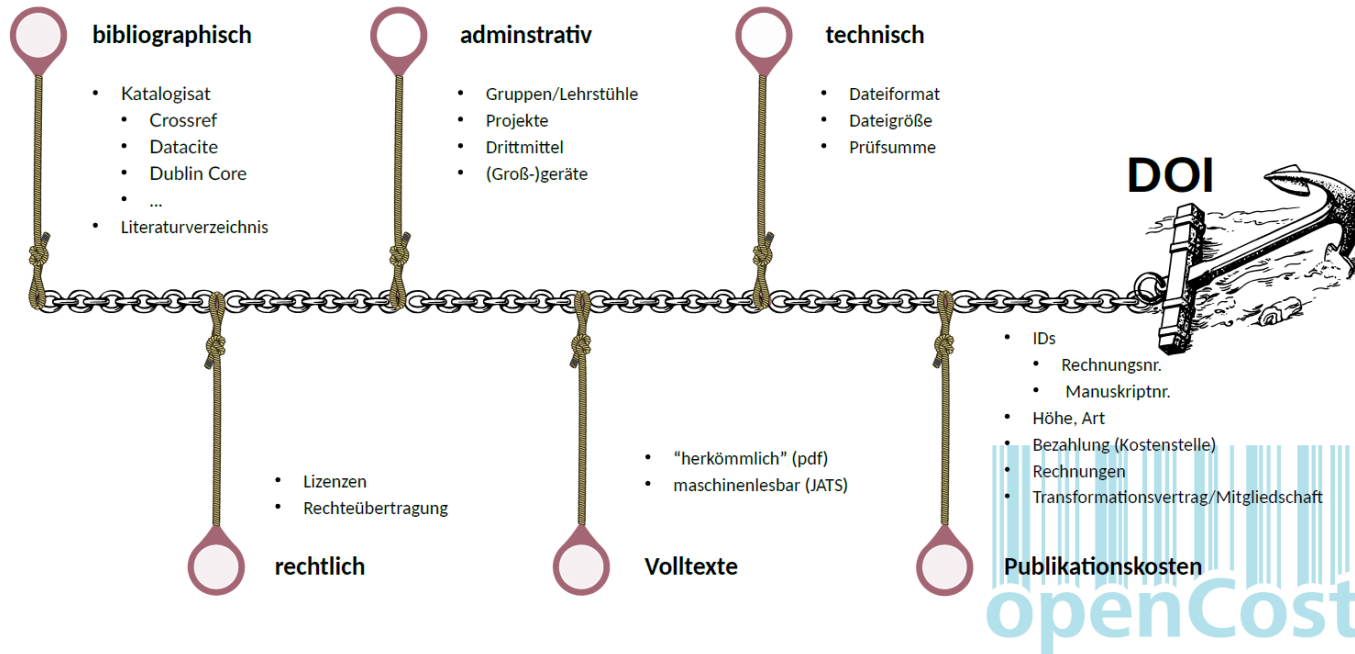 bibliographisch
Katalogisat
Crossref
Datacite
Dublin Core
...
Literaturverzeichnis
adminstrativ
Gruppen/Lehrstühle
Projekte
Drittmittel
(Groß-)geräte
technisch
Dateiformat
Dateigröße
Prüfsumme
DOI
Lizenzen
Rechteübertragung
rechtlich
“herkömmlich” (pdf)
maschinenlesbar (JATS)
Volltexte
IDs
Rechnungsnr.
Manuskriptnr.
Höhe, Art
Bezahlung (Kostenstelle)
Rechnungen
Transformationsvertrag/Mitgliedschaft
Publikationskosten
openCost